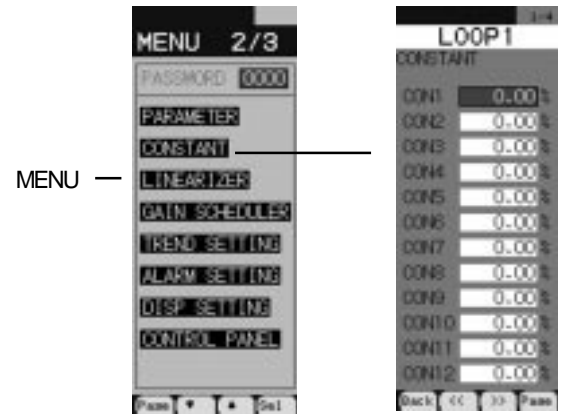 MENU 2/3
PASSWORD 0000
PARAMETER
CONSTANT
LINEARIZER
GAIN SCHEDULER
TREND SETTING
ALARM SETTING
DISP SETTING
CONTROL PANEL
Page ▼ ▲ Sel
MENU
1-4
LOOP1
CONSTANT
CON1 0.00 %
CON2 0.00 %
CON3 0.00 %
CON4 0.00 %
CON5 0.00 %
CON6 0.00 %
CON7 0.00 %
CON8 0.00 %
CON9 0.00 %
CON10 0.00 %
CON11 0.00 %
CON12 0.00 %
Back << >> Page